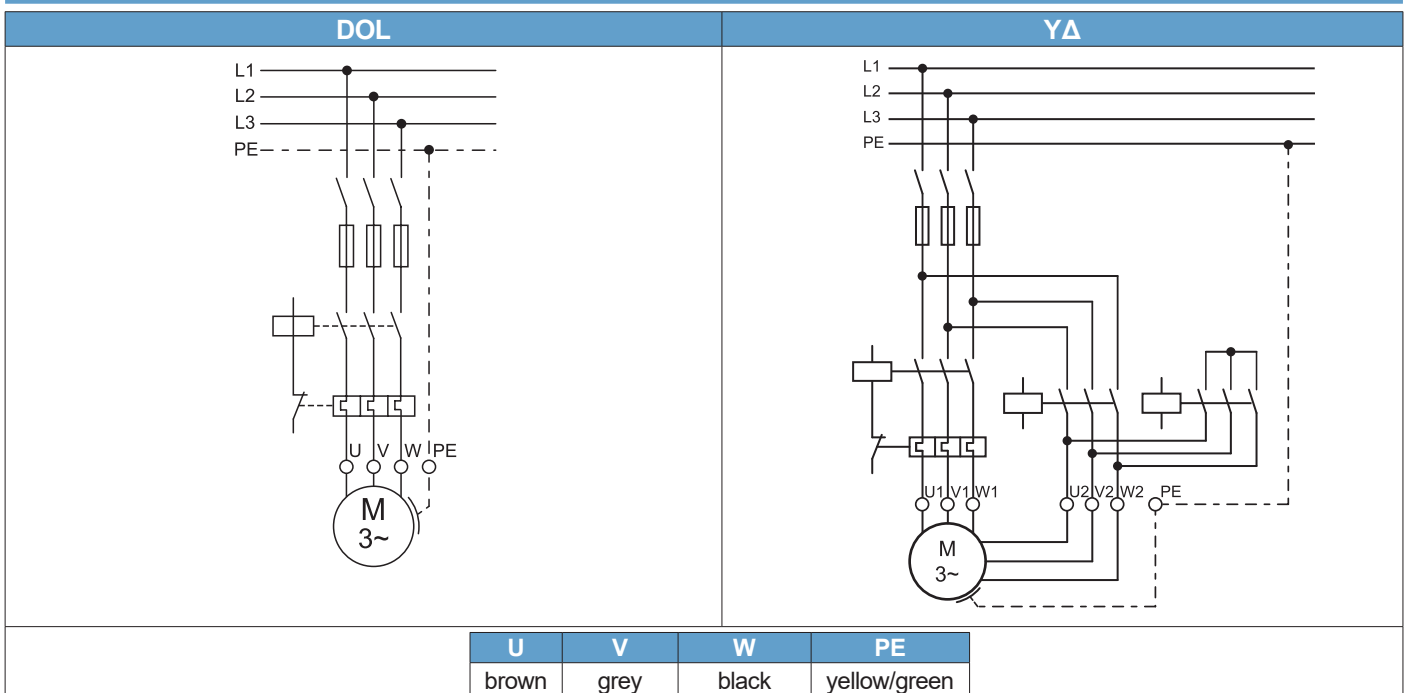 DOL
YΔ
L1
L2
L3
PE
U V W PE
M
3~
L1
L2
L3
PE
U1 V1 W1 U2 V2 W2 PE
M
3~
U V W PE
brown grey black yellow/green